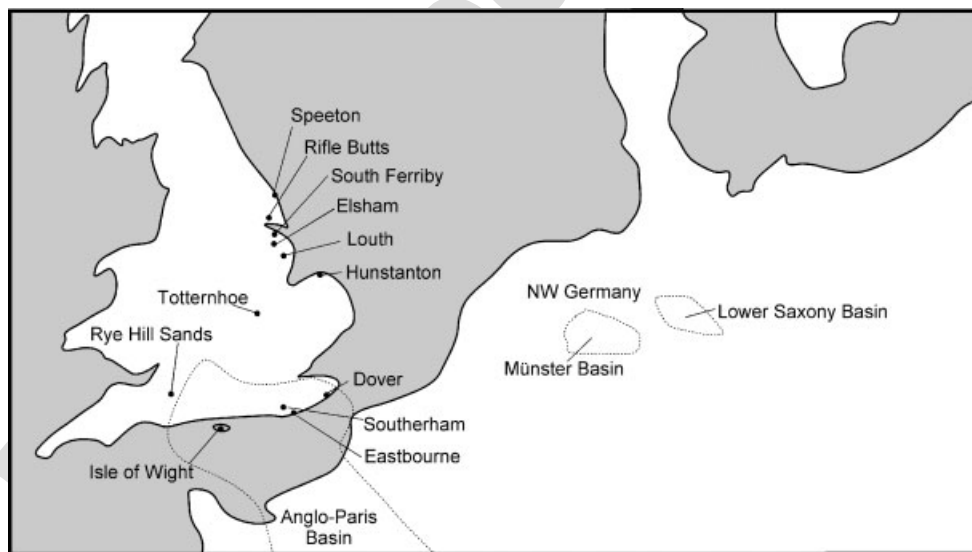 Speeton
Rifle Butts
South Ferriby
Elsham
Louth
Hunstanton
Totternhoe
NW Germany
Lower Saxony Basin
Rye Hill Sands
Münster Basin
Dover
Southerham
Eastbourne
Isle of Wight
Anglo-Paris
Basin